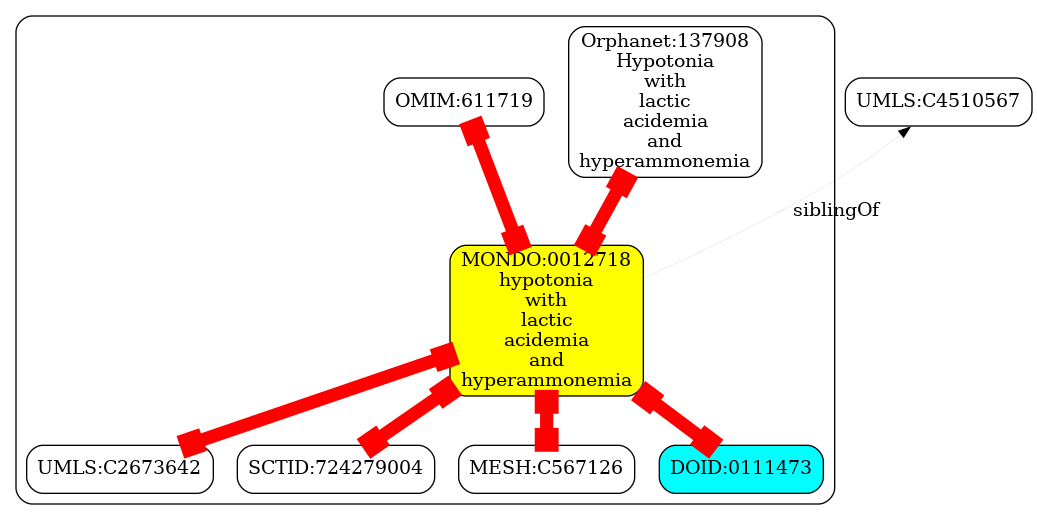 Orphanet:137908
Hypotonia
with
lactic
acidemia
and
hyperammonemia
OMIM:611719
UMLS:C4510567
siblingOf
MONDO:0012718
hypotonia
with
lactic
acidemia
and
hyperammonemia
UMLS:C2673642
SCTID:724279004
MESH:C567126
DOID:0111473